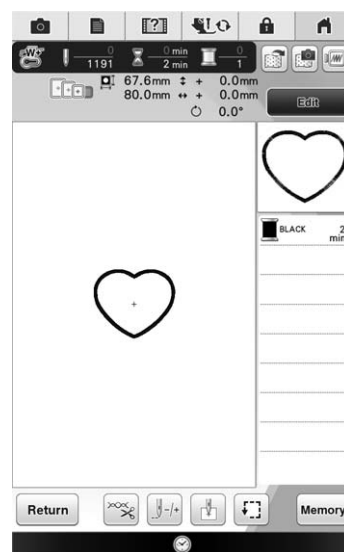 W+
0
1191
0 min
2 min
0
1
67.6mm + 0.0mm
80.0mm + 0.0mm
0.0°
Edit
BLACK 2 min
Return
-/+
Memory